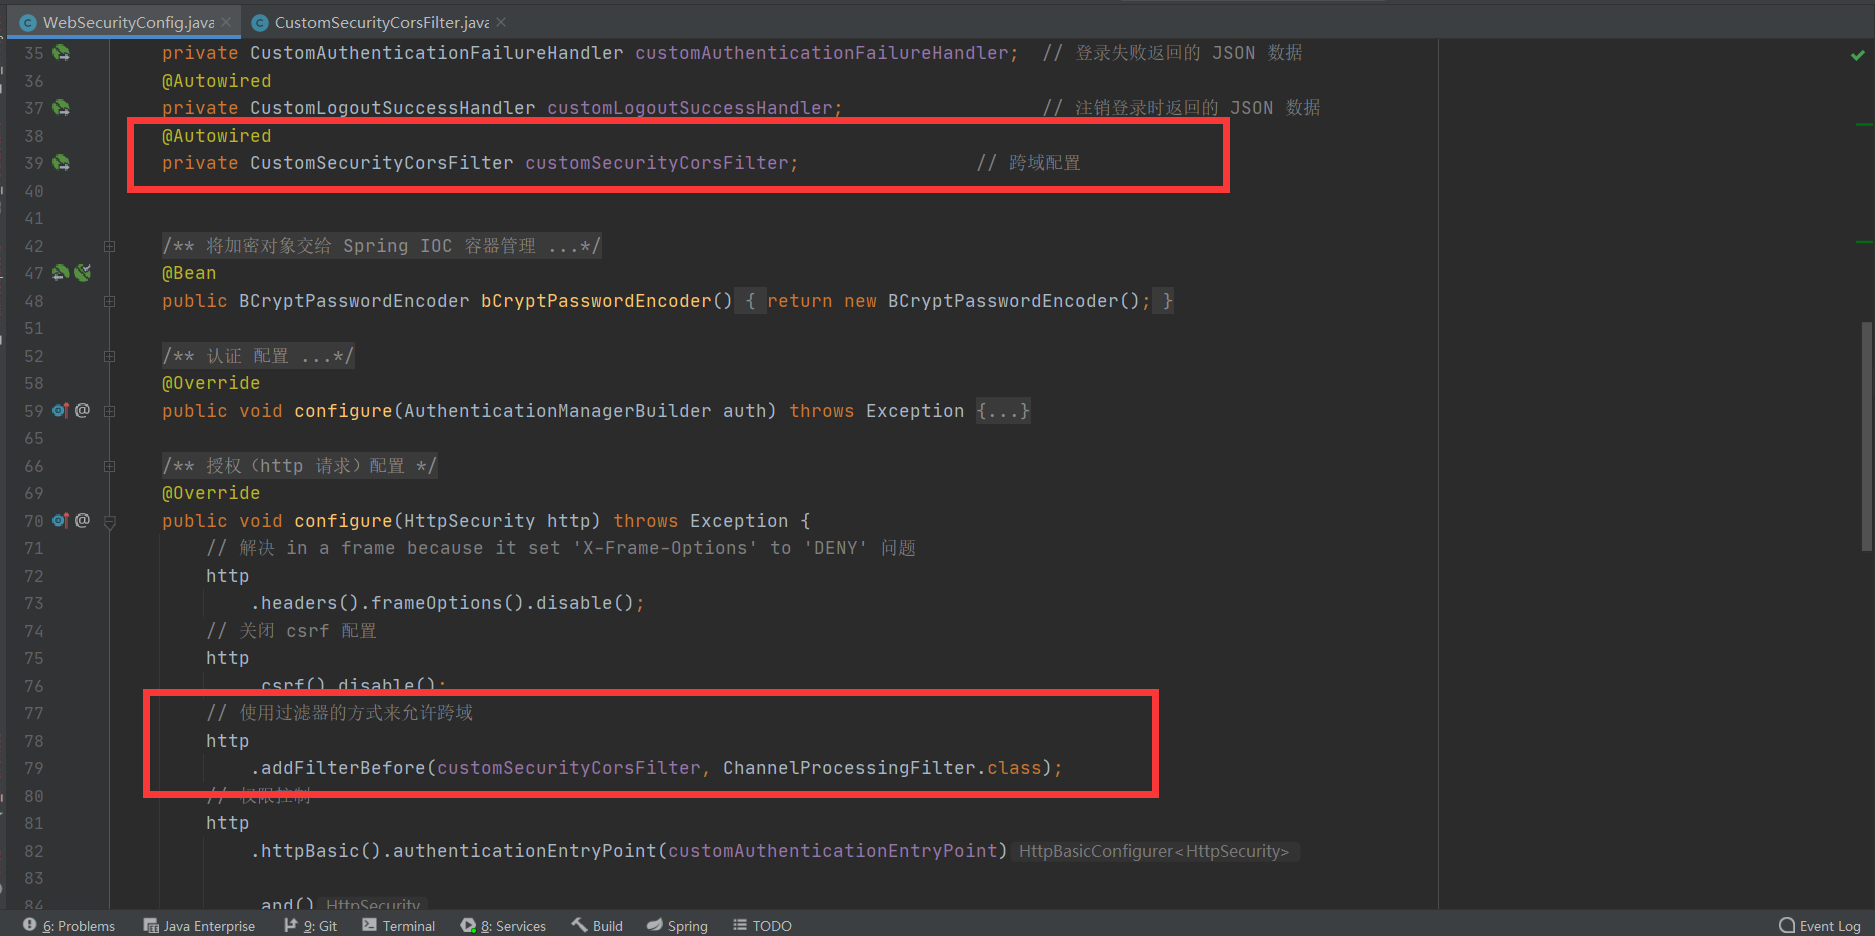 WebSecurityConfig.java × CustomSecurityCorsFilter.java ×
35 private CustomAuthenticationFailureHandler customAuthenticationFailureHandler; // 登录失败返回的 JSON 数据
36 @Autowired
37 private CustomLogoutSuccessHandler customLogoutSuccessHandler; // 注销登录时返回的 JSON 数据
38 @Autowired
39 private CustomSecurityCorsFilter customSecurityCorsFilter; // 跨域配置
40
41
42 /** 将加密对象交给 Spring IOC 容器管理 ...*/
47 @Bean
48 public BCryptPasswordEncoder bCryptPasswordEncoder() { return new BCryptPasswordEncoder(); }
51
52 /** 认证 配置 ...*/
58 @Override
59 public void configure(AuthenticationManagerBuilder auth) throws Exception {...}
65
66 /** 授权（http 请求）配置 */
69 @Override
70 public void configure(HttpSecurity http) throws Exception {
71 // 解决 in a frame because it set 'X-Frame-Options' to 'DENY' 问题
72 http
73 .headers().frameOptions().disable();
74 // 关闭 csrf 配置
75 http
76 .csrf().disable();
77 // 使用过滤器的方式来允许跨域
78 http
79 .addFilterBefore(customSecurityCorsFilter, ChannelProcessingFilter.class);
80 // 权限控制
81 http
82 .httpBasic().authenticationEntryPoint(customAuthenticationEntryPoint) HttpBasicConfigurer<HttpSecurity>
83
84 .and() HttpSecurity
6: Problems Java Enterprise 9: Git Terminal 8: Services Build Spring TODO Event Log